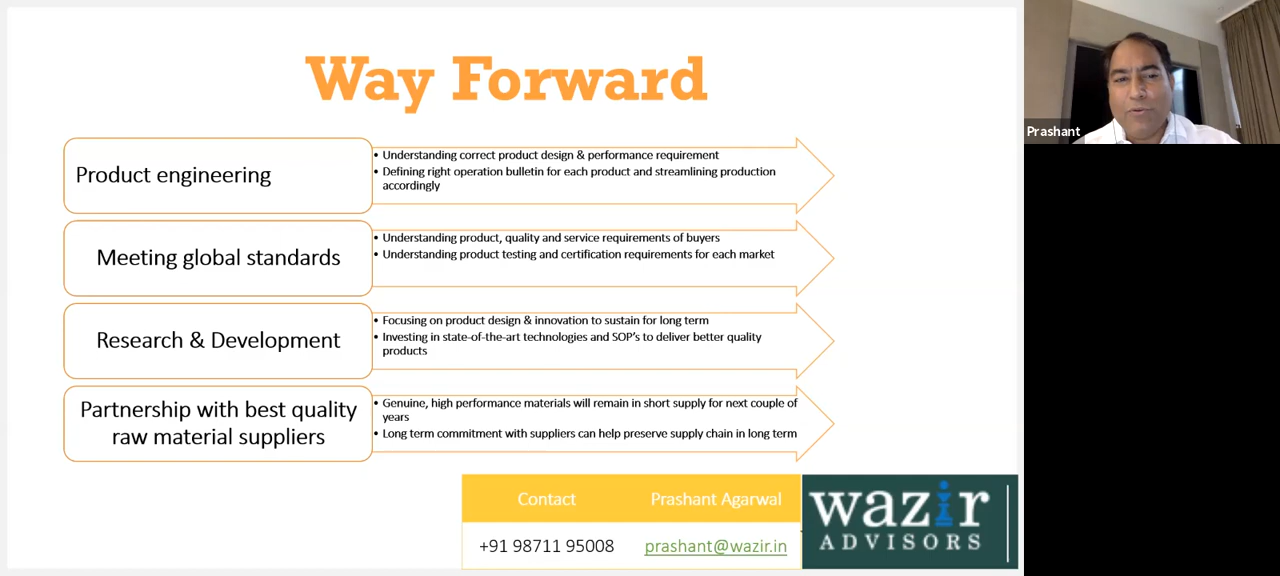 Way Forward
Product engineering
• Understanding correct product design & performance requirement
• Defining right operation bulletin for each product and streamlining production
accordingly
Meeting global standards
• Understanding product, quality and service requirements of buyers
• Understanding product testing and certification requirements for each market
Research & Development
• Focusing on product design & innovation to sustain for long term
• Investing in state-of-the-art technologies and SOP's to deliver better quality
products
Partnership with best quality
raw material suppliers
• Genuine, high performance materials will remain in short supply for next couple of
years
• Long term commitment with suppliers can help preserve supply chain in long term
Contact Prashant Agarwal
+91 98711 95008 prashant@wazir.in
wazir
ADVISORS
Prashant